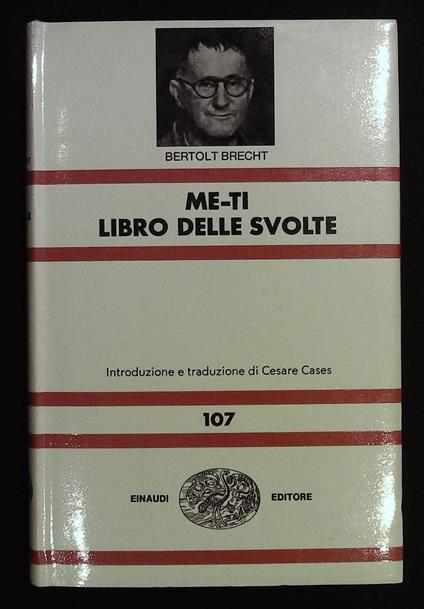 BERTOLT BRECHT
ME-TI
LIBRO DELLE SVOLTE
Introduzione e traduzione di Cesare Cases
107
EINAUDI EDITORE